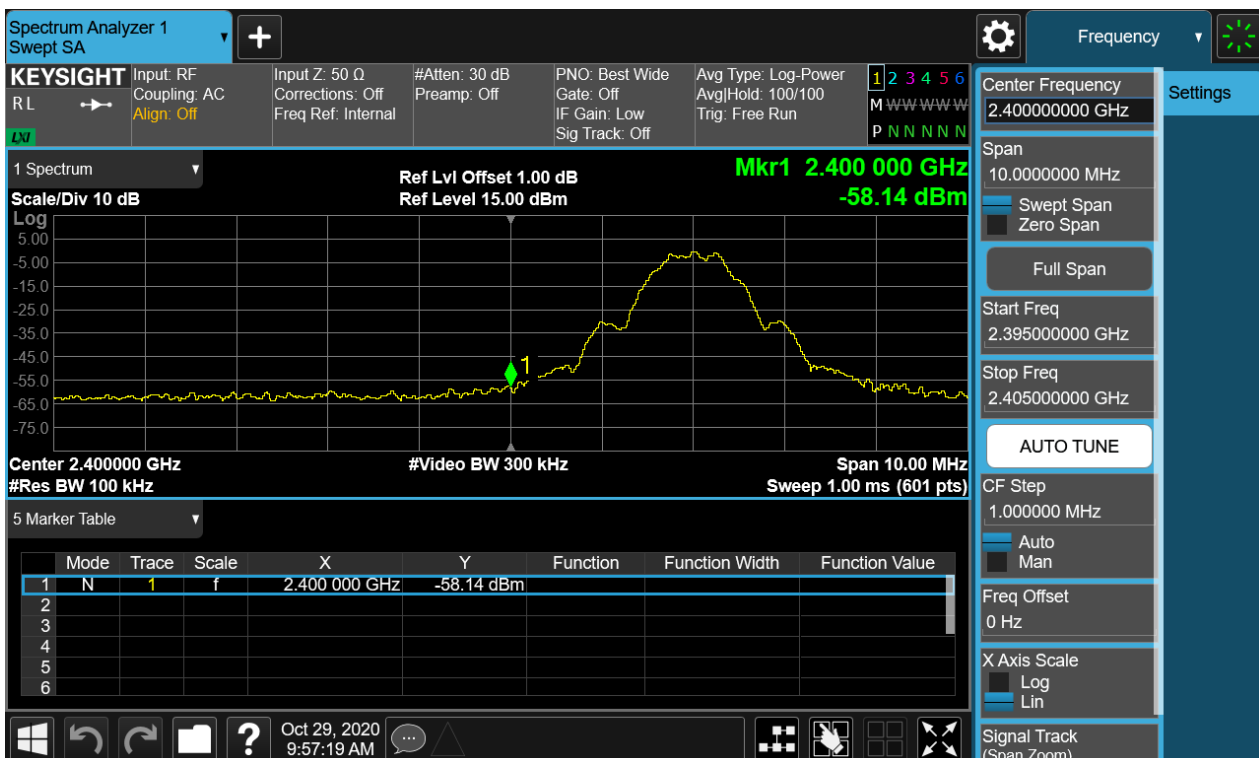 Spectrum Analyzer 1
Swept SA
+
Frequency
KEYSIGHT
R L
LXI
Input: RF
Coupling: AC
Align: Off
Input Z: 50 Ω
Corrections: Off
Freq Ref: Internal
#Atten: 30 dB
Preamp: Off
PNO: Best Wide
Gate: Off
IF Gain: Low
Sig Track: Off
Avg Type: Log-Power
Avg|Hold: 100/100
Trig: Free Run
1 2 3 4 5 6
M W W W W W
P N N N N N
1 Spectrum
Scale/Div 10 dB
Ref Lvl Offset 1.00 dB
Ref Level 15.00 dBm
Mkr1 2.400 000 GHz
-58.14 dBm
Log
5.00
-5.00
-15.0
-25.0
-35.0
-45.0
-55.0
-65.0
-75.0
1
Center 2.400000 GHz
#Video BW 300 kHz
Span 10.00 MHz
#Res BW 100 kHz
Sweep 1.00 ms (601 pts)
5 Marker Table
Mode Trace Scale X Y Function Function Width Function Value
1 N 1 f 2.400 000 GHz -58.14 dBm
2
3
4
5
6
?
Oct 29, 2020
9:57:19 AM
Center Frequency
2.400000000 GHz
Settings
Span
10.0000000 MHz
Swept Span
Zero Span
Full Span
Start Freq
2.395000000 GHz
Stop Freq
2.405000000 GHz
AUTO TUNE
CF Step
1.000000 MHz
Auto
Man
Freq Offset
0 Hz
X Axis Scale
Log
Lin
Signal Track
(Span Zoom)